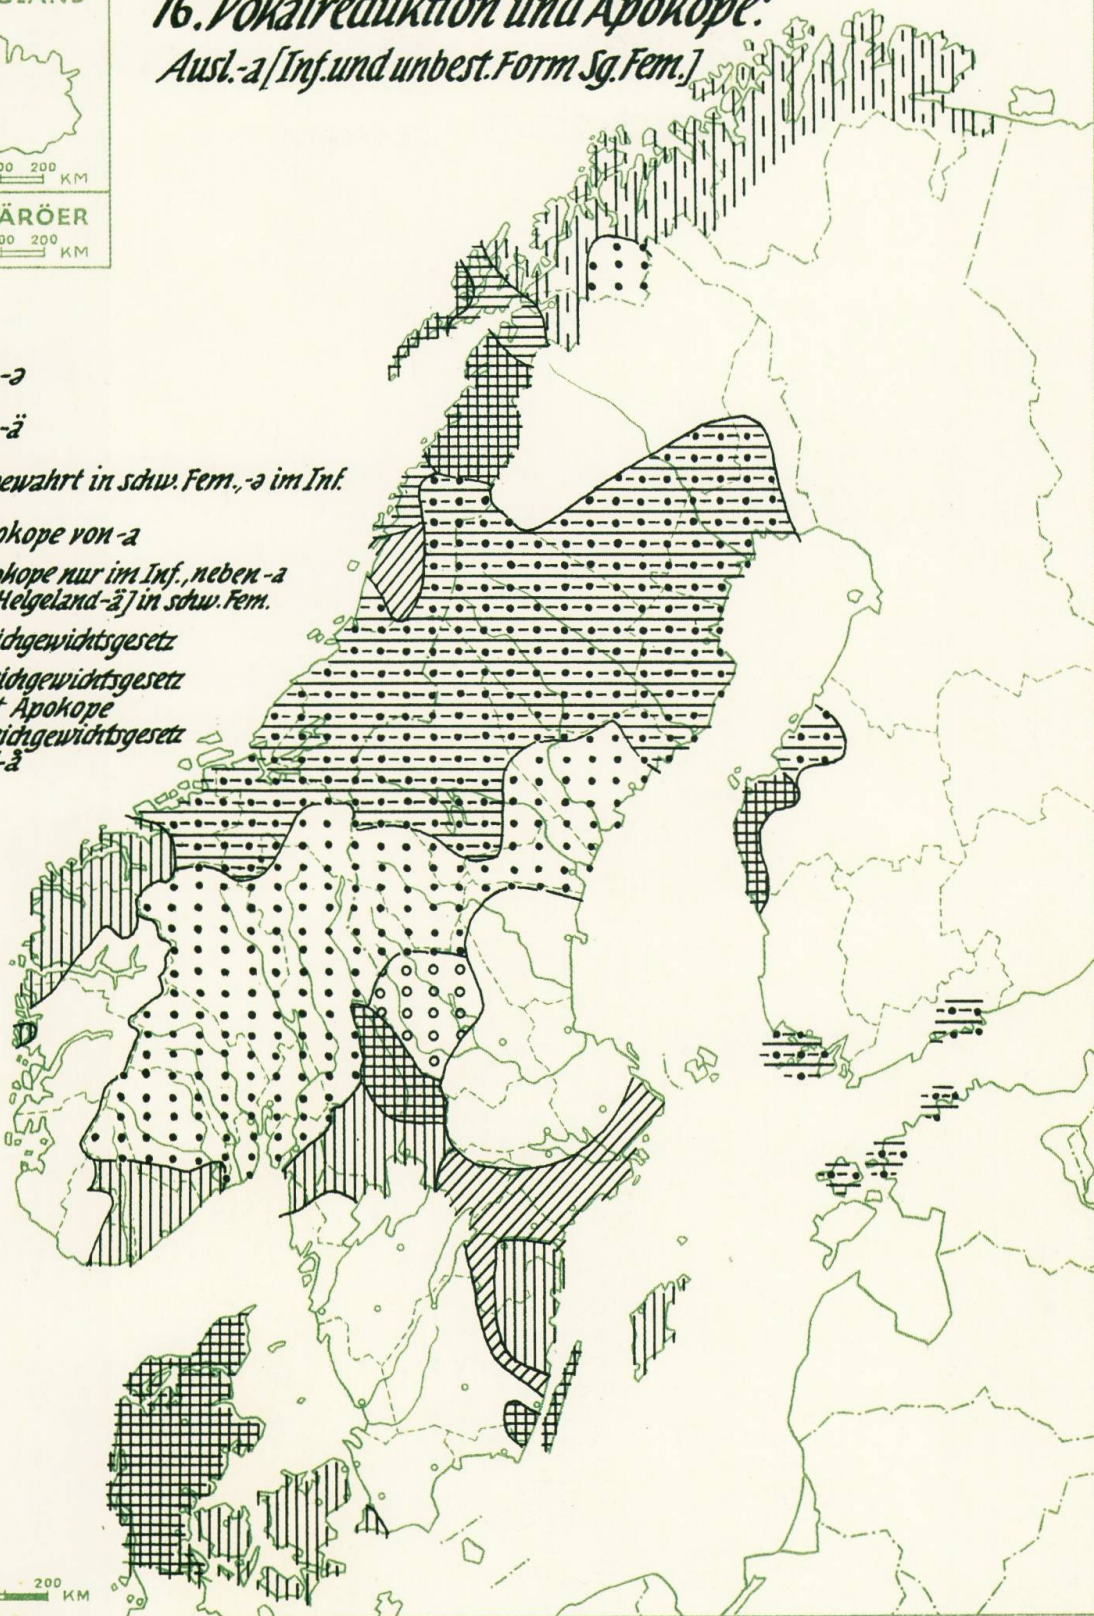 16. Vokalreduktion und Apokope:
Ausl.-a [Inf. und unbest. Form Sg. Fem.]
200
KM
ÄRÖER
200
KM
-ə
-ä
ewahrt in schw. Fem., -ə im Inf.
okope von -a
okope nur im Inf., neben -a
Helgeland-ä] in schw. Fem.
ichgewichtsgesetz
ichgewichtsgesetz
t Apokope
eichgewichtsgesetz
-å
200
KM